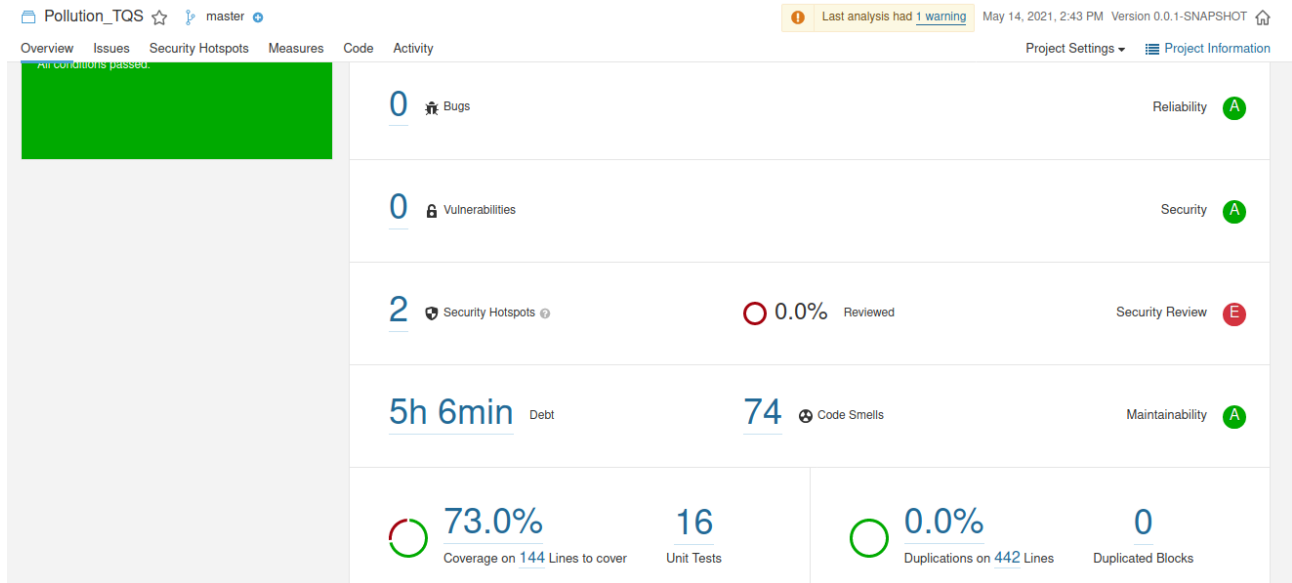 Pollution_TQS master Last analysis had 1 warning May 14, 2021, 2:43 PM Version 0.0.1-SNAPSHOT
Overview Issues Security Hotspots Measures Code Activity Project Settings Project Information
All conditions passed.
0 Bugs Reliability A
0 Vulnerabilities Security A
2 Security Hotspots ? 0.0% Reviewed Security Review E
5h 6min Debt 74 Code Smells Maintainability A
73.0% 16 0.0% 0
Coverage on 144 Lines to cover Unit Tests Duplications on 442 Lines Duplicated Blocks